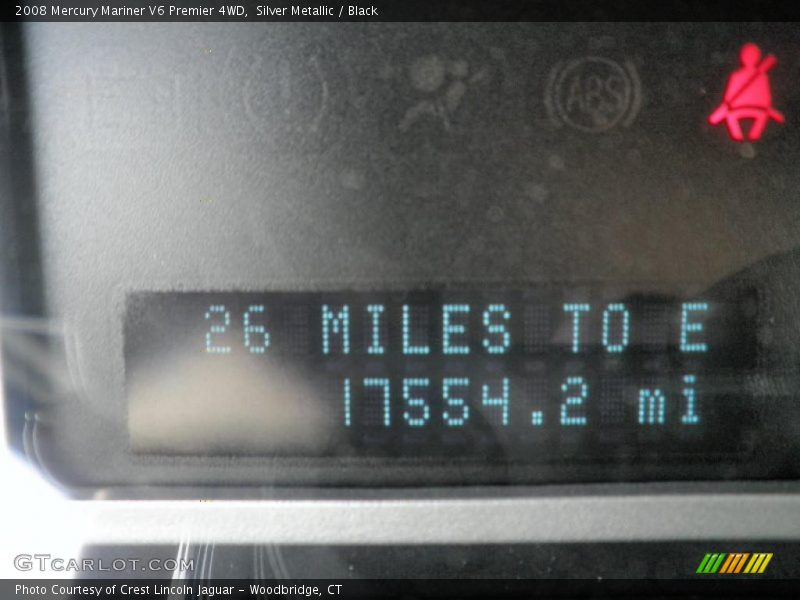 2008 Mercury Mariner V6 Premier 4WD,  Silver Metallic / Black
ABS
26 MILES TO E
17554.2 mi
GTCARLOT.COM
Photo Courtesy of Crest Lincoln Jaguar - Woodbridge, CT